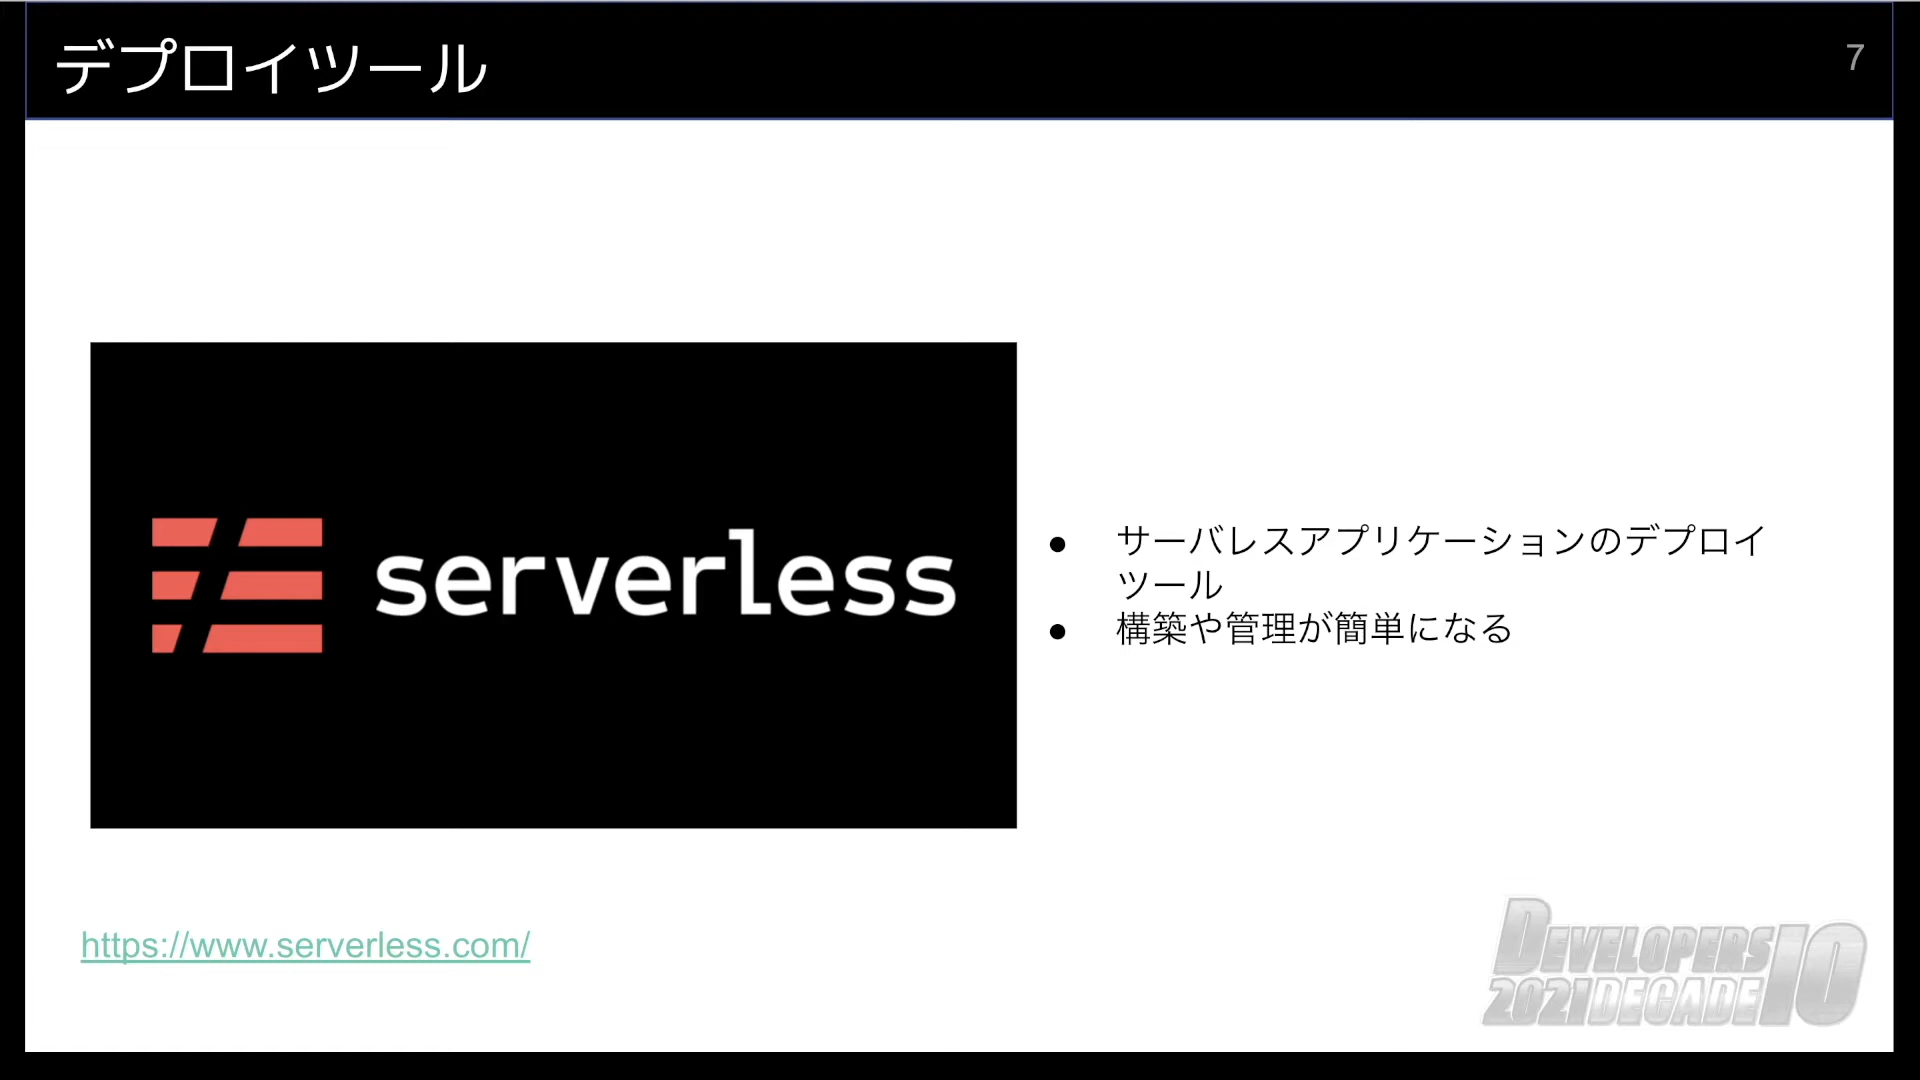 デプロイツール
7
serverless
● サーバレスアプリケーションのデプロイ
ツール
● 構築や管理が簡単になる
https://www.serverless.com/
DEVELOPERS
2021 DECADE 10